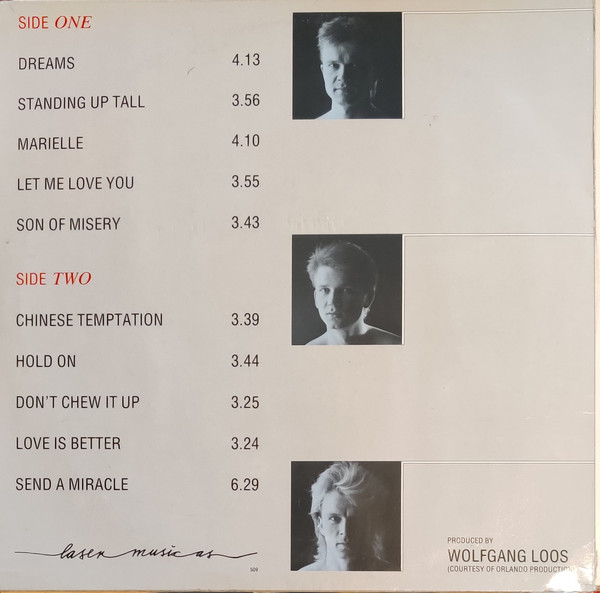 SIDE ONE
DREAMS 4.13
STANDING UP TALL 3.56
MARIELLE 4.10
LET ME LOVE YOU 3.55
SON OF MISERY 3.43
SIDE TWO
CHINESE TEMPTATION 3.39
HOLD ON 3.44
DON'T CHEW IT UP 3.25
LOVE IS BETTER 3.24
SEND A MIRACLE 6.29
laser music as
PRODUCED BY
WOLFGANG LOOS
(COURTESY OF ORLANDO PRODUCTIO